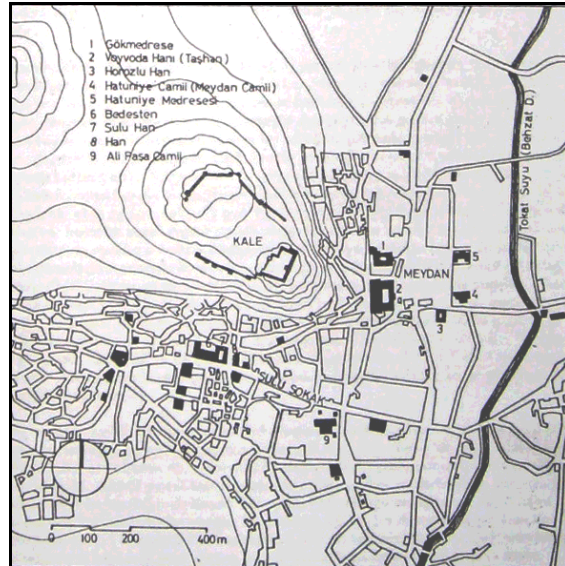 1 Gökmedrese
2 Voyvoda Hanı (Taşhan)
3 Horozlu Han
4 Hatuniye Camii (Meydan Camii)
5 Hatuniye Medresesi
6 Bedesten
7 Sulu Han
8 Han
9 Ali Paşa Camii
Tokat Suyu (Behzat D.)
KALE
1
MEYDAN
5
2
4
3
SULU SOKAK
9
0 100 200 400 m